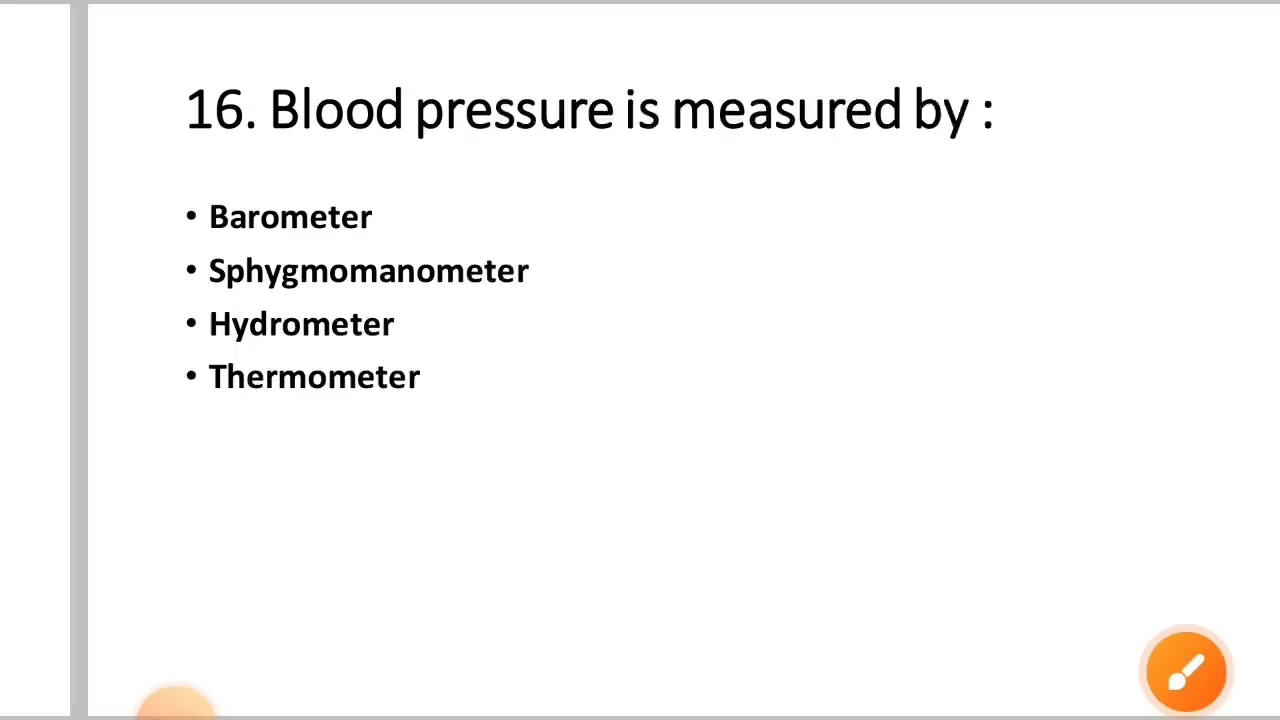 16. Blood pressure is measured by :
• Barometer
• Sphygmomanometer
• Hydrometer
• Thermometer